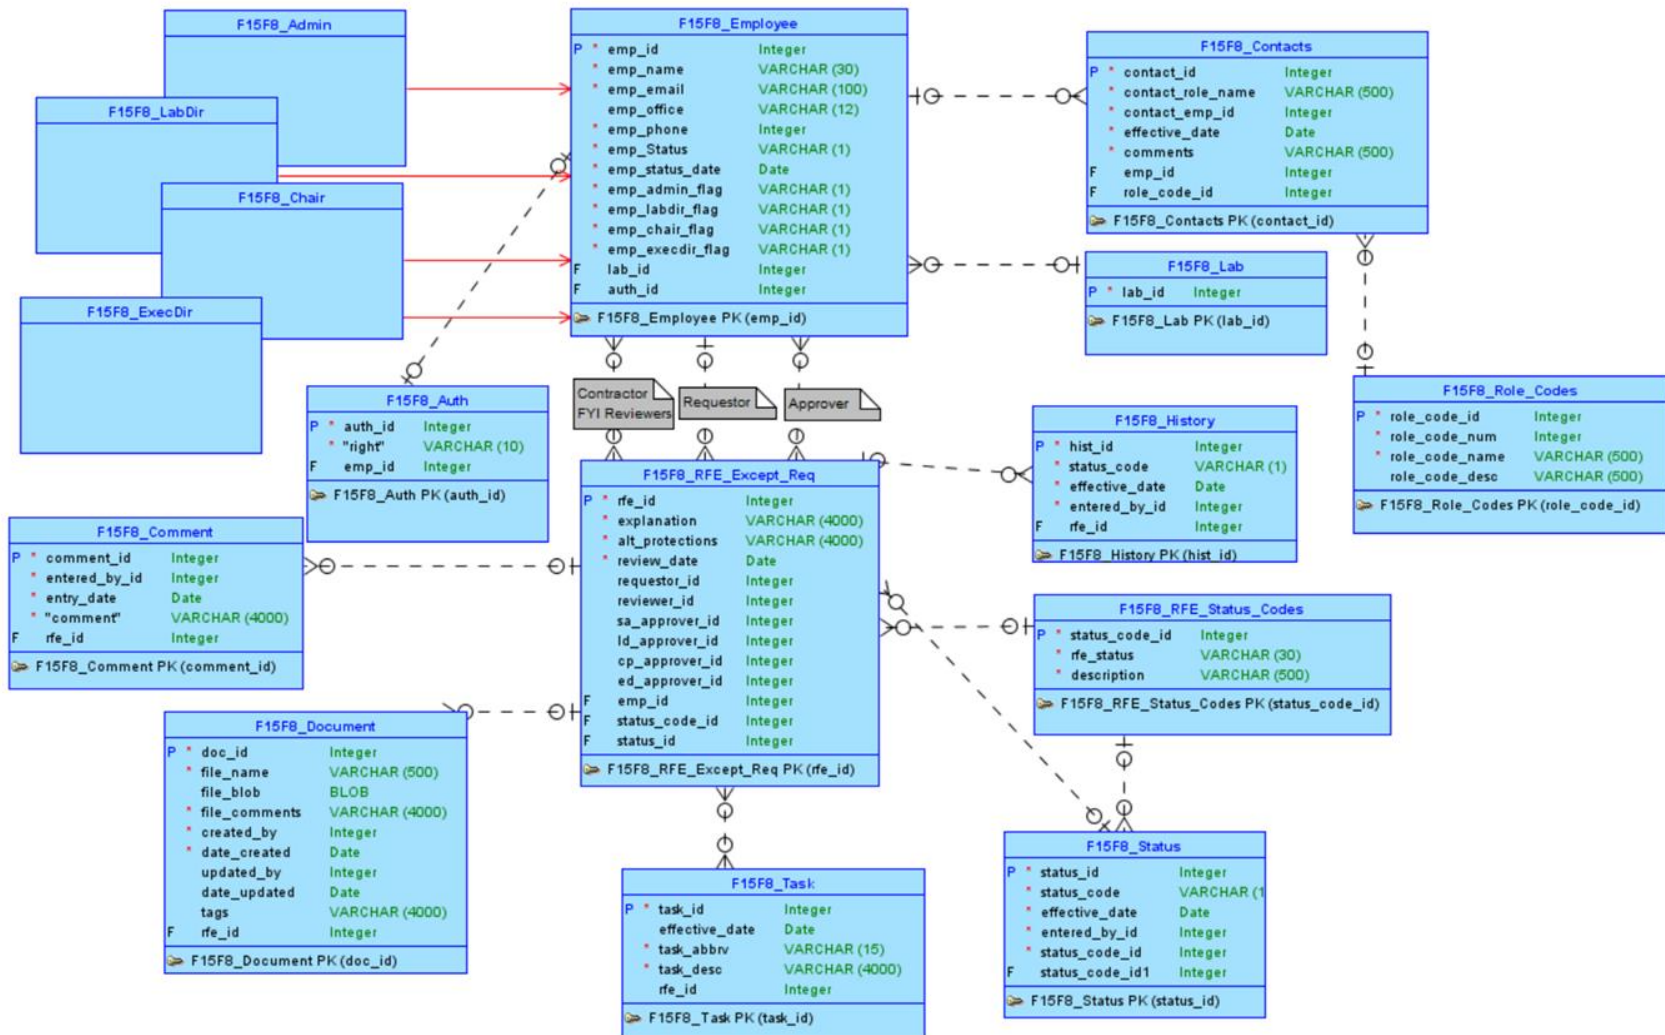 F15F8_Admin
F15F8_LabDir
F15F8_Chair
F15F8_ExecDir
F15F8_Employee
P * emp_id Integer
* emp_name VARCHAR (30)
* emp_email VARCHAR (100)
emp_office VARCHAR (12)
* emp_phone Integer
* emp_Status VARCHAR (1)
* emp_status_date Date
* emp_admin_flag VARCHAR (1)
* emp_labdir_flag VARCHAR (1)
* emp_chair_flag VARCHAR (1)
* emp_execdir_flag VARCHAR (1)
F lab_id Integer
F auth_id Integer
F15F8_Employee PK (emp_id)
F15F8_Contacts
P * contact_id Integer
* contact_role_name VARCHAR (500)
* contact_emp_id Integer
* effective_date Date
* comments VARCHAR (500)
F emp_id Integer
F role_code_id Integer
F15F8_Contacts PK (contact_id)
F15F8_Lab
P * lab_id Integer
F15F8_Lab PK (lab_id)
F15F8_Role_Codes
P * role_code_id Integer
* role_code_num Integer
* role_code_name VARCHAR (500)
role_code_desc VARCHAR (500)
F15F8_Role_Codes PK (role_code_id)
F15F8_Auth
P * auth_id Integer
* "right" VARCHAR (10)
F emp_id Integer
F15F8_Auth PK (auth_id)
Contractor
FYI Reviewers
Requestor
Approver
F15F8_History
P * hist_id Integer
* status_code VARCHAR (1)
* effective_date Date
* entered_by_id Integer
F rfe_id Integer
F15F8_History PK (hist_id)
F15F8_RFE_Except_Req
P * rfe_id Integer
* explanation VARCHAR (4000)
* alt_protections VARCHAR (4000)
* review_date Date
requestor_id Integer
reviewer_id Integer
sa_approver_id Integer
ld_approver_id Integer
cp_approver_id Integer
ed_approver_id Integer
F emp_id Integer
F status_code_id Integer
F status_id Integer
F15F8_RFE_Except_Req PK (rfe_id)
F15F8_Comment
P * comment_id Integer
* entered_by_id Integer
* entry_date Date
* "comment" VARCHAR (4000)
F rfe_id Integer
F15F8_Comment PK (comment_id)
F15F8_RFE_Status_Codes
P * status_code_id Integer
* rfe_status VARCHAR (30)
* description VARCHAR (500)
F15F8_RFE_Status_Codes PK (status_code_id)
F15F8_Document
P * doc_id Integer
* file_name VARCHAR (500)
file_blob BLOB
* file_comments VARCHAR (4000)
* created_by Integer
* date_created Date
updated_by Integer
date_updated Date
tags VARCHAR (4000)
F rfe_id Integer
F15F8_Document PK (doc_id)
F15F8_Task
P * task_id Integer
effective_date Date
* task_abbrv VARCHAR (15)
* task_desc VARCHAR (4000)
rfe_id Integer
F15F8_Task PK (task_id)
F15F8_Status
P * status_id Integer
* status_code VARCHAR (1
* effective_date Date
* entered_by_id Integer
* status_code_id Integer
F status_code_id1 Integer
F15F8_Status PK (status_id)